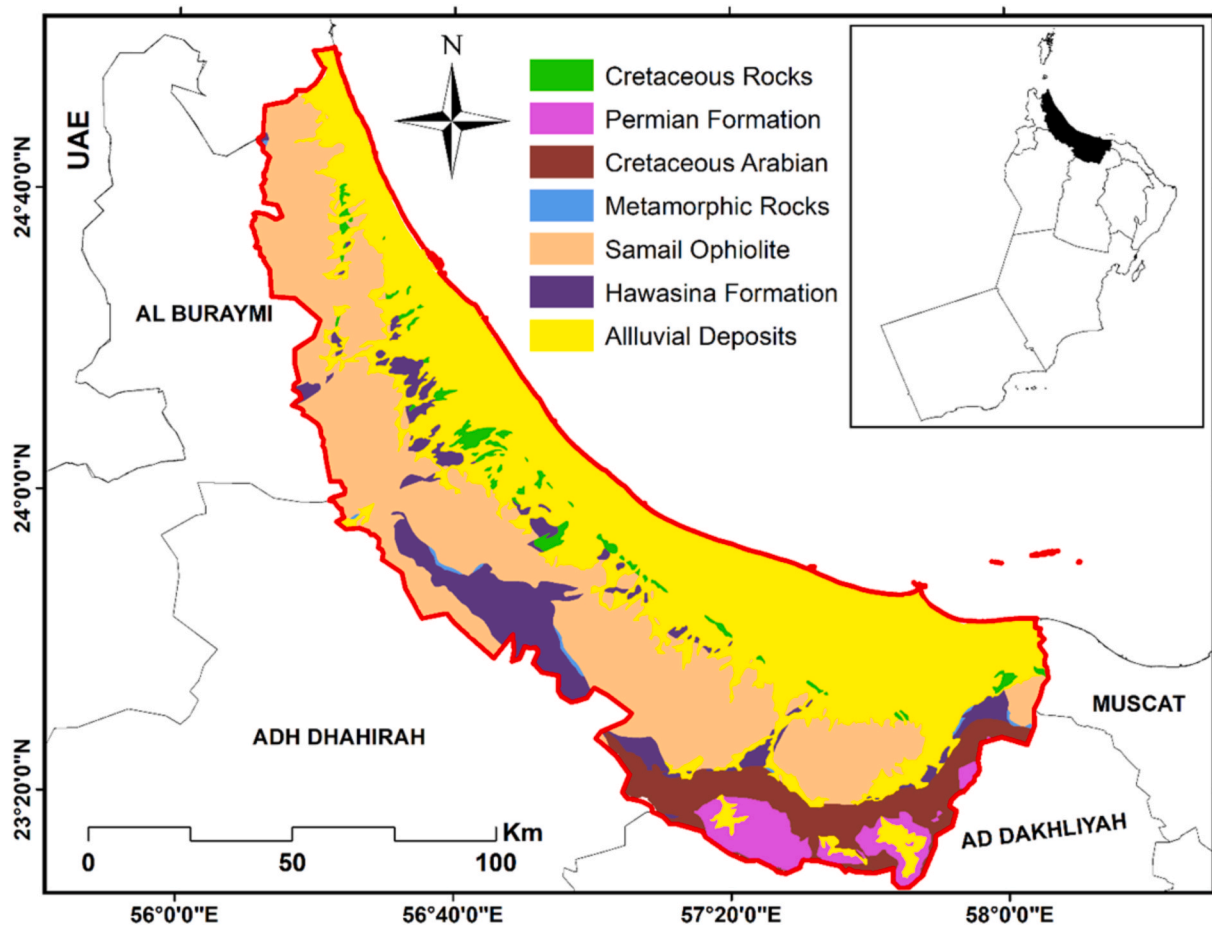 N
UAE
Cretaceous Rocks
Permian Formation
Cretaceous Arabian
Metamorphic Rocks
Samail Ophiolite
Hawasina Formation
Allluvial Deposits
AL BURAYMI
ADH DHAHIRAH
MUSCAT
AD DAKHLIYAH
24°40'0"N
24°0'0"N
23°20'0"N
Km
0 50 100
56°0'0"E 56°40'0"E 57°20'0"E 58°0'0"E